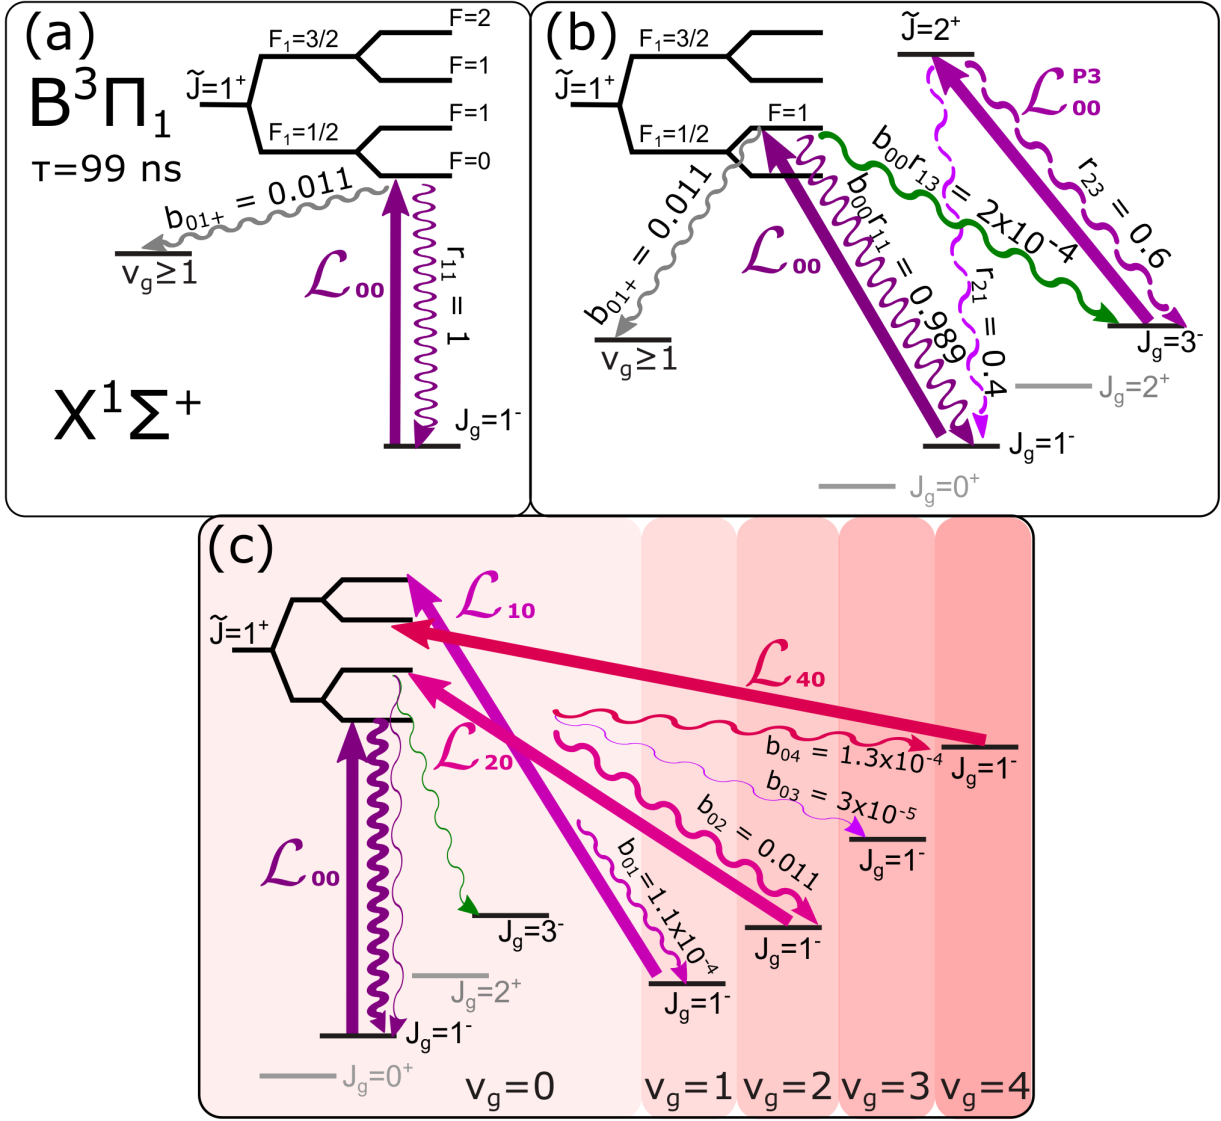 (a)
B³Π₁
τ=99 ns
J̃=1⁺
F₁=3/2
F₁=1/2
F=2
F=1
F=1
F=0
b₀₁₊ = 0.011
v_g≥1
ℒ₀₀
r₁₁ = 1
X¹Σ⁺
J_g=1⁻
(b)
J̃=1⁺
F₁=3/2
F₁=1/2
F=1
J̃=2⁺
ℒ₀₀^P3
b₀₁₊ = 0.011
v_g≥1
ℒ₀₀
b₀₀r₁₁ = 0.989
b₀₀r₁₃ = 2x10⁻⁴
r₂₁ = 0.4
r₂₃ = 0.6
J_g=3⁻
J_g=2⁺
J_g=1⁻
J_g=0⁺
(c)
J̃=1⁺
ℒ₁₀
ℒ₄₀
ℒ₂₀
ℒ₀₀
b₀₄ = 1.3x10⁻⁴
b₀₃ = 3x10⁻⁵
b₀₂ = 0.011
b₀₁=1.1x10⁻⁴
J_g=1⁻
J_g=1⁻
J_g=1⁻
J_g=1⁻
J_g=3⁻
J_g=2⁺
J_g=1⁻
J_g=0⁺
v_g=0
v_g=1
v_g=2
v_g=3
v_g=4